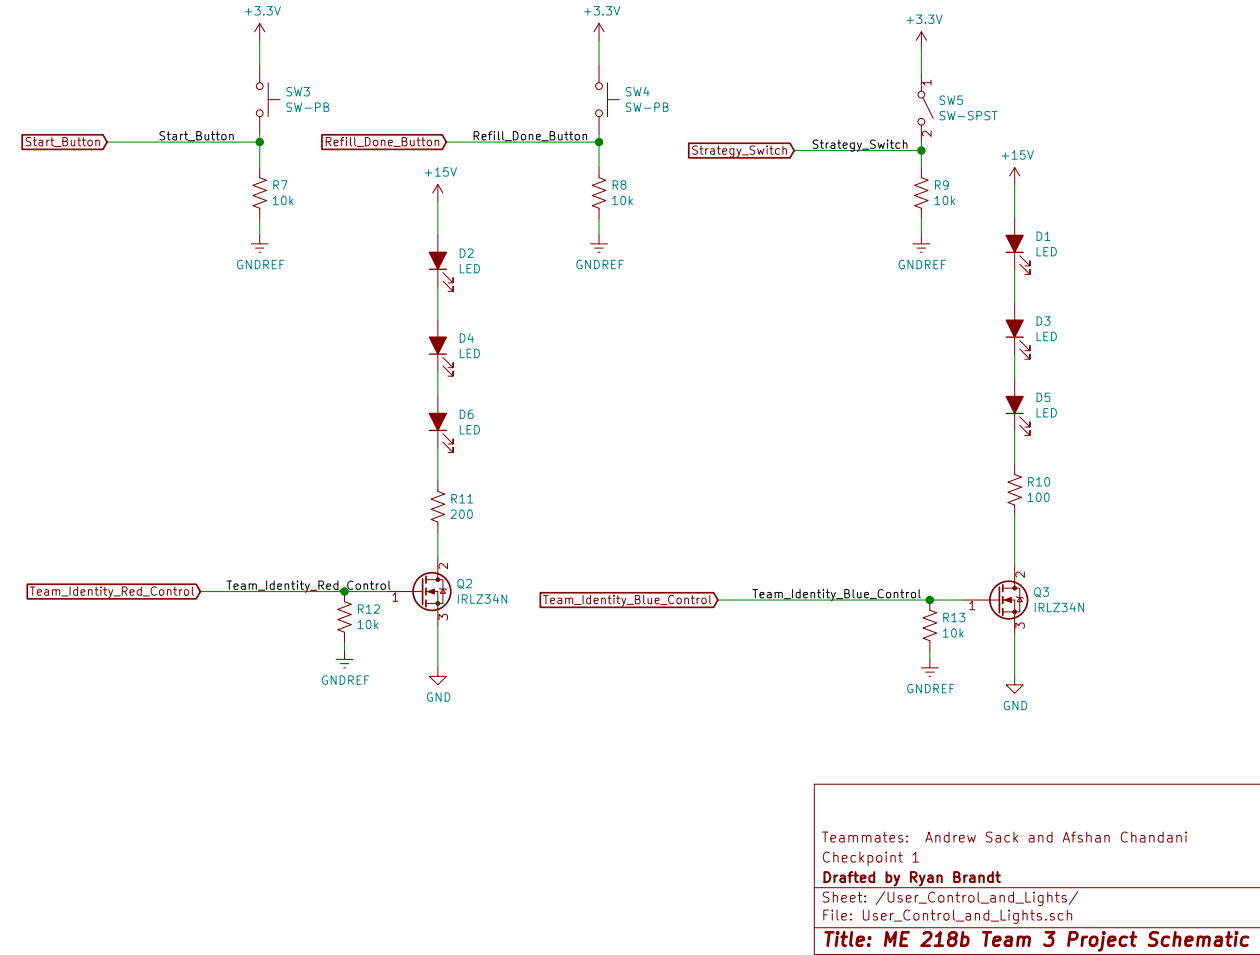 +3.3V
SW3
SW-PB
Start_Button
Start_Button
R7
10k
GNDREF
+3.3V
SW4
SW-PB
Refill_Done_Button
Refill_Done_Button
R8
10k
GNDREF
+3.3V
1
SW5
SW-SPST
2
Strategy_Switch
Strategy_Switch
R9
10k
GNDREF
+15V
D2
LED
D4
LED
D6
LED
R11
200
Team_Identity_Red_Control
Team_Identity_Red_Control
1
2
Q2
IRLZ34N
3
R12
10k
GNDREF
GND
+15V
D1
LED
D3
LED
D5
LED
R10
100
Team_Identity_Blue_Control
Team_Identity_Blue_Control
1
2
Q3
IRLZ34N
3
R13
10k
GNDREF
GND
Teammates: Andrew Sack and Afshan Chandani
Checkpoint 1
Drafted by Ryan Brandt
Sheet: /User_Control_and_Lights/
File: User_Control_and_Lights.sch
Title: ME 218b Team 3 Project Schematic